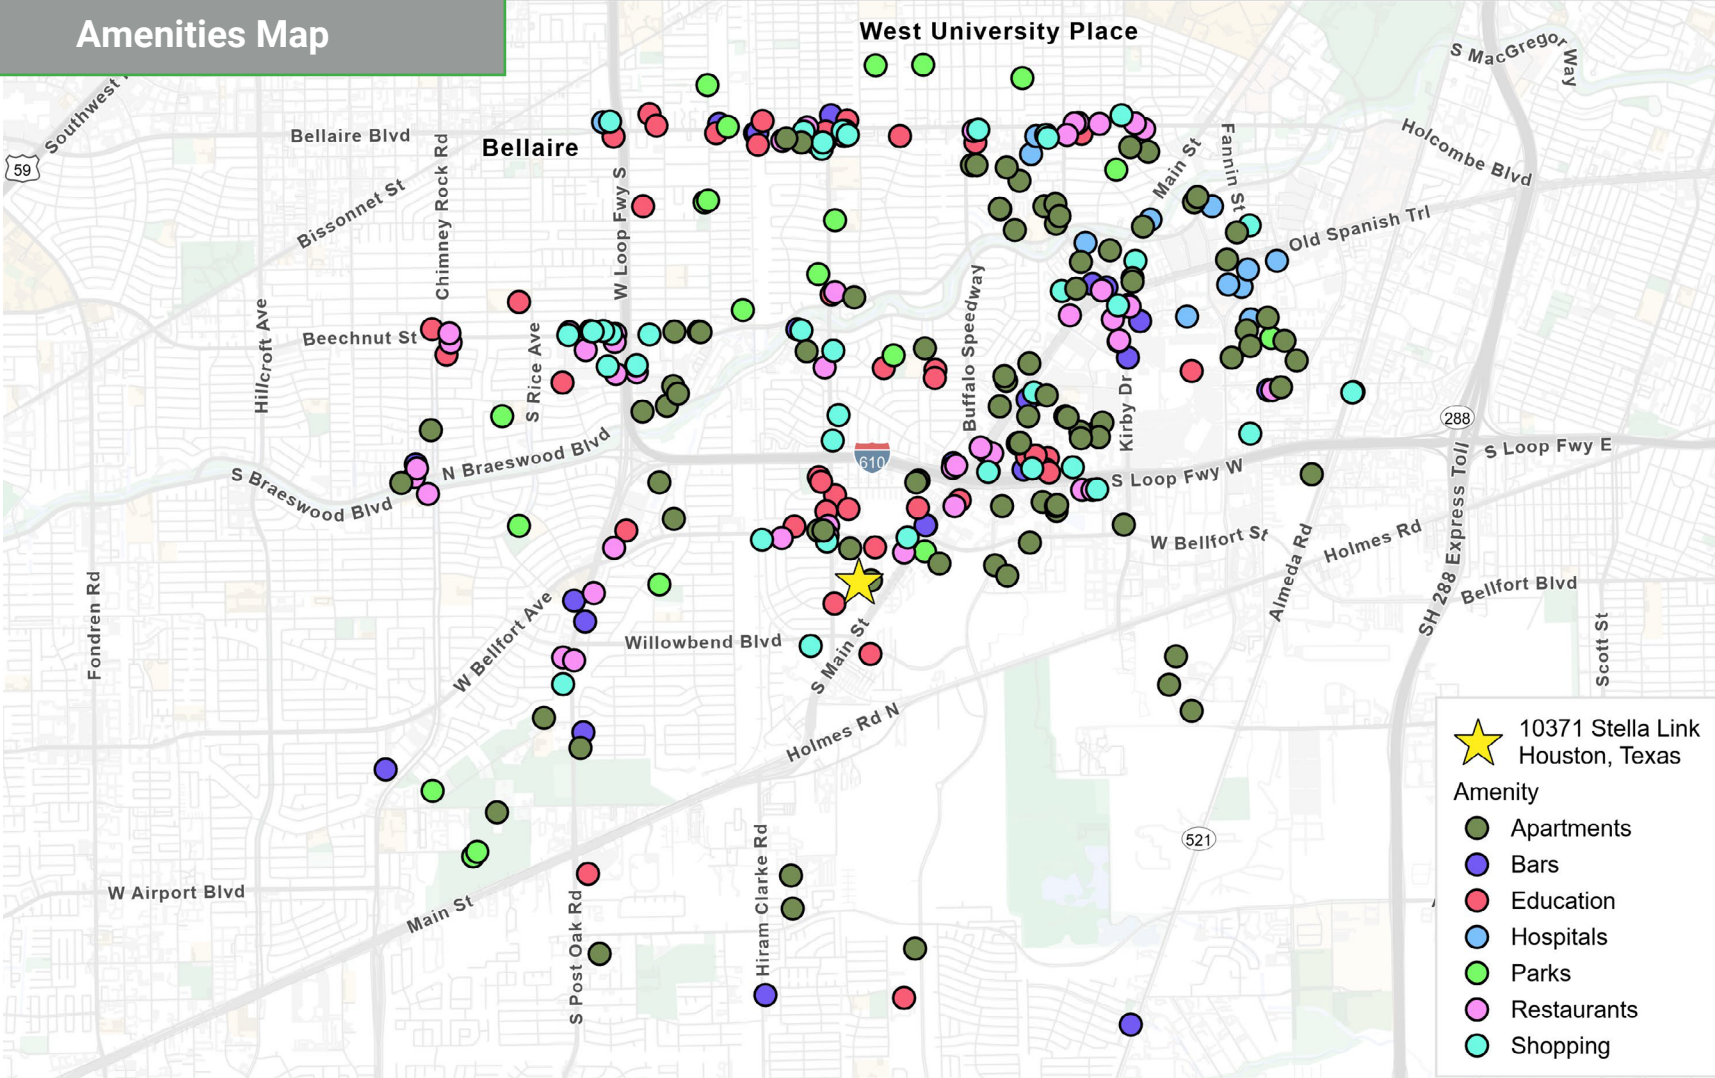 Amenities Map
West University Place
S MacGregor Way
Southwest
59
Bellaire Blvd
Bellaire
Chimney Rock Rd
Bissonnet St
W Loop Fwy S
Main St
Fannin St
Holcombe Blvd
Old Spanish Trl
Hillcroft Ave
Beechnut St
S Rice Ave
Buffalo Speedway
Kirby Dr
288
S Loop Fwy E
610
S Loop Fwy W
N Braeswood Blvd
S Braeswood Blvd
W Bellfort St
Almeda Rd
Holmes Rd
SH 288 Express Toll
Bellfort Blvd
Scott St
Fondren Rd
W Bellfort Ave
Willowbend Blvd
S Main St
Holmes Rd N
521
W Airport Blvd
Main St
S Post Oak Rd
Hiram Clarke Rd
10371 Stella Link
Houston, Texas
Amenity
Apartments
Bars
Education
Hospitals
Parks
Restaurants
Shopping